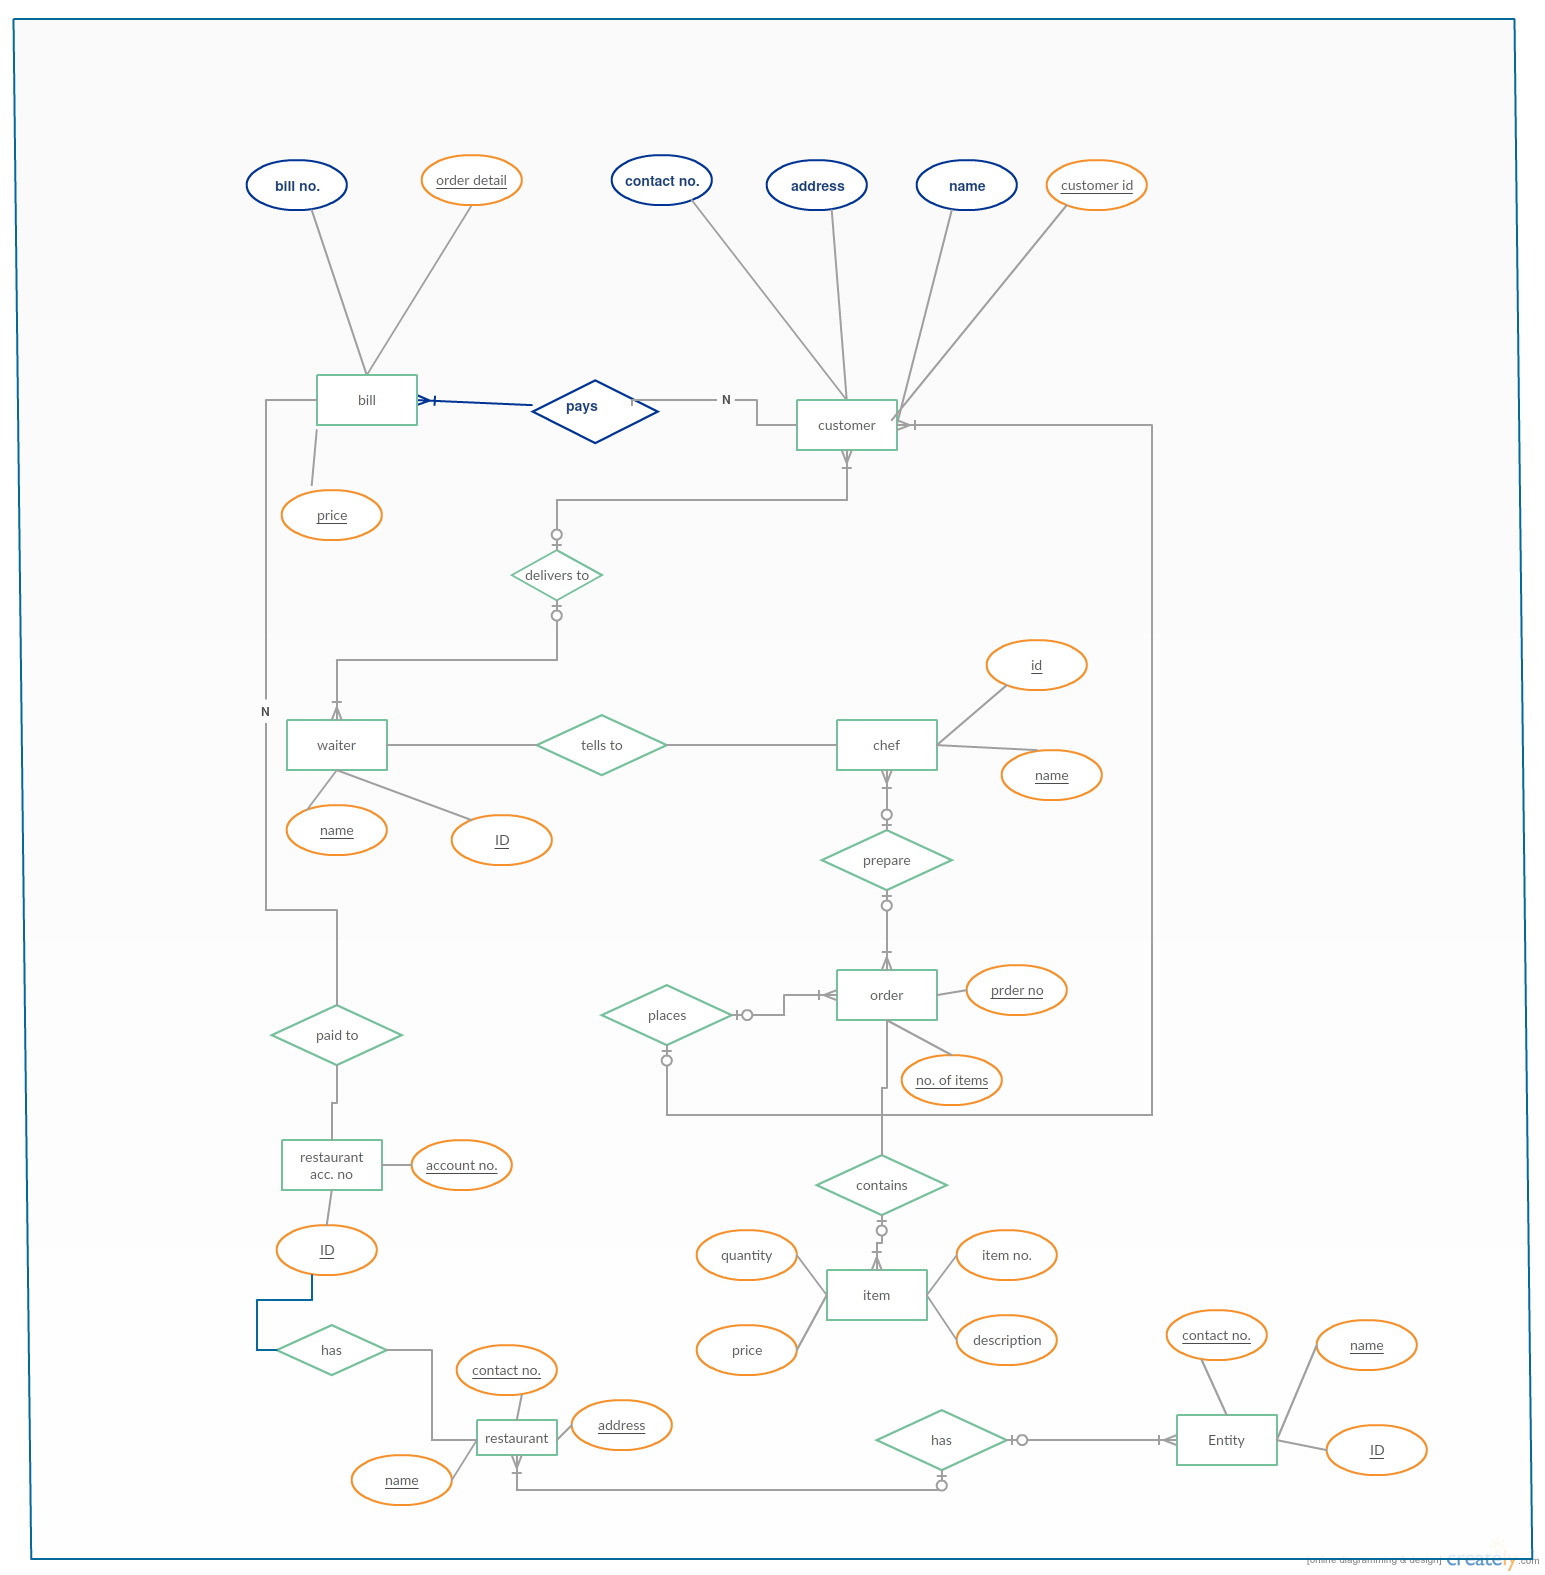 bill no.
order detail
contact no.
address
name
customer id
bill
pays
N
customer
price
delivers to
id
N
waiter
tells to
chef
name
name
ID
prepare
order
prder no
places
paid to
no. of items
restaurant
acc. no
account no.
contains
ID
quantity
item no.
item
has
price
description
contact no.
name
contact no.
address
restaurant
has
Entity
ID
name
[online diagramming & design] creately.com